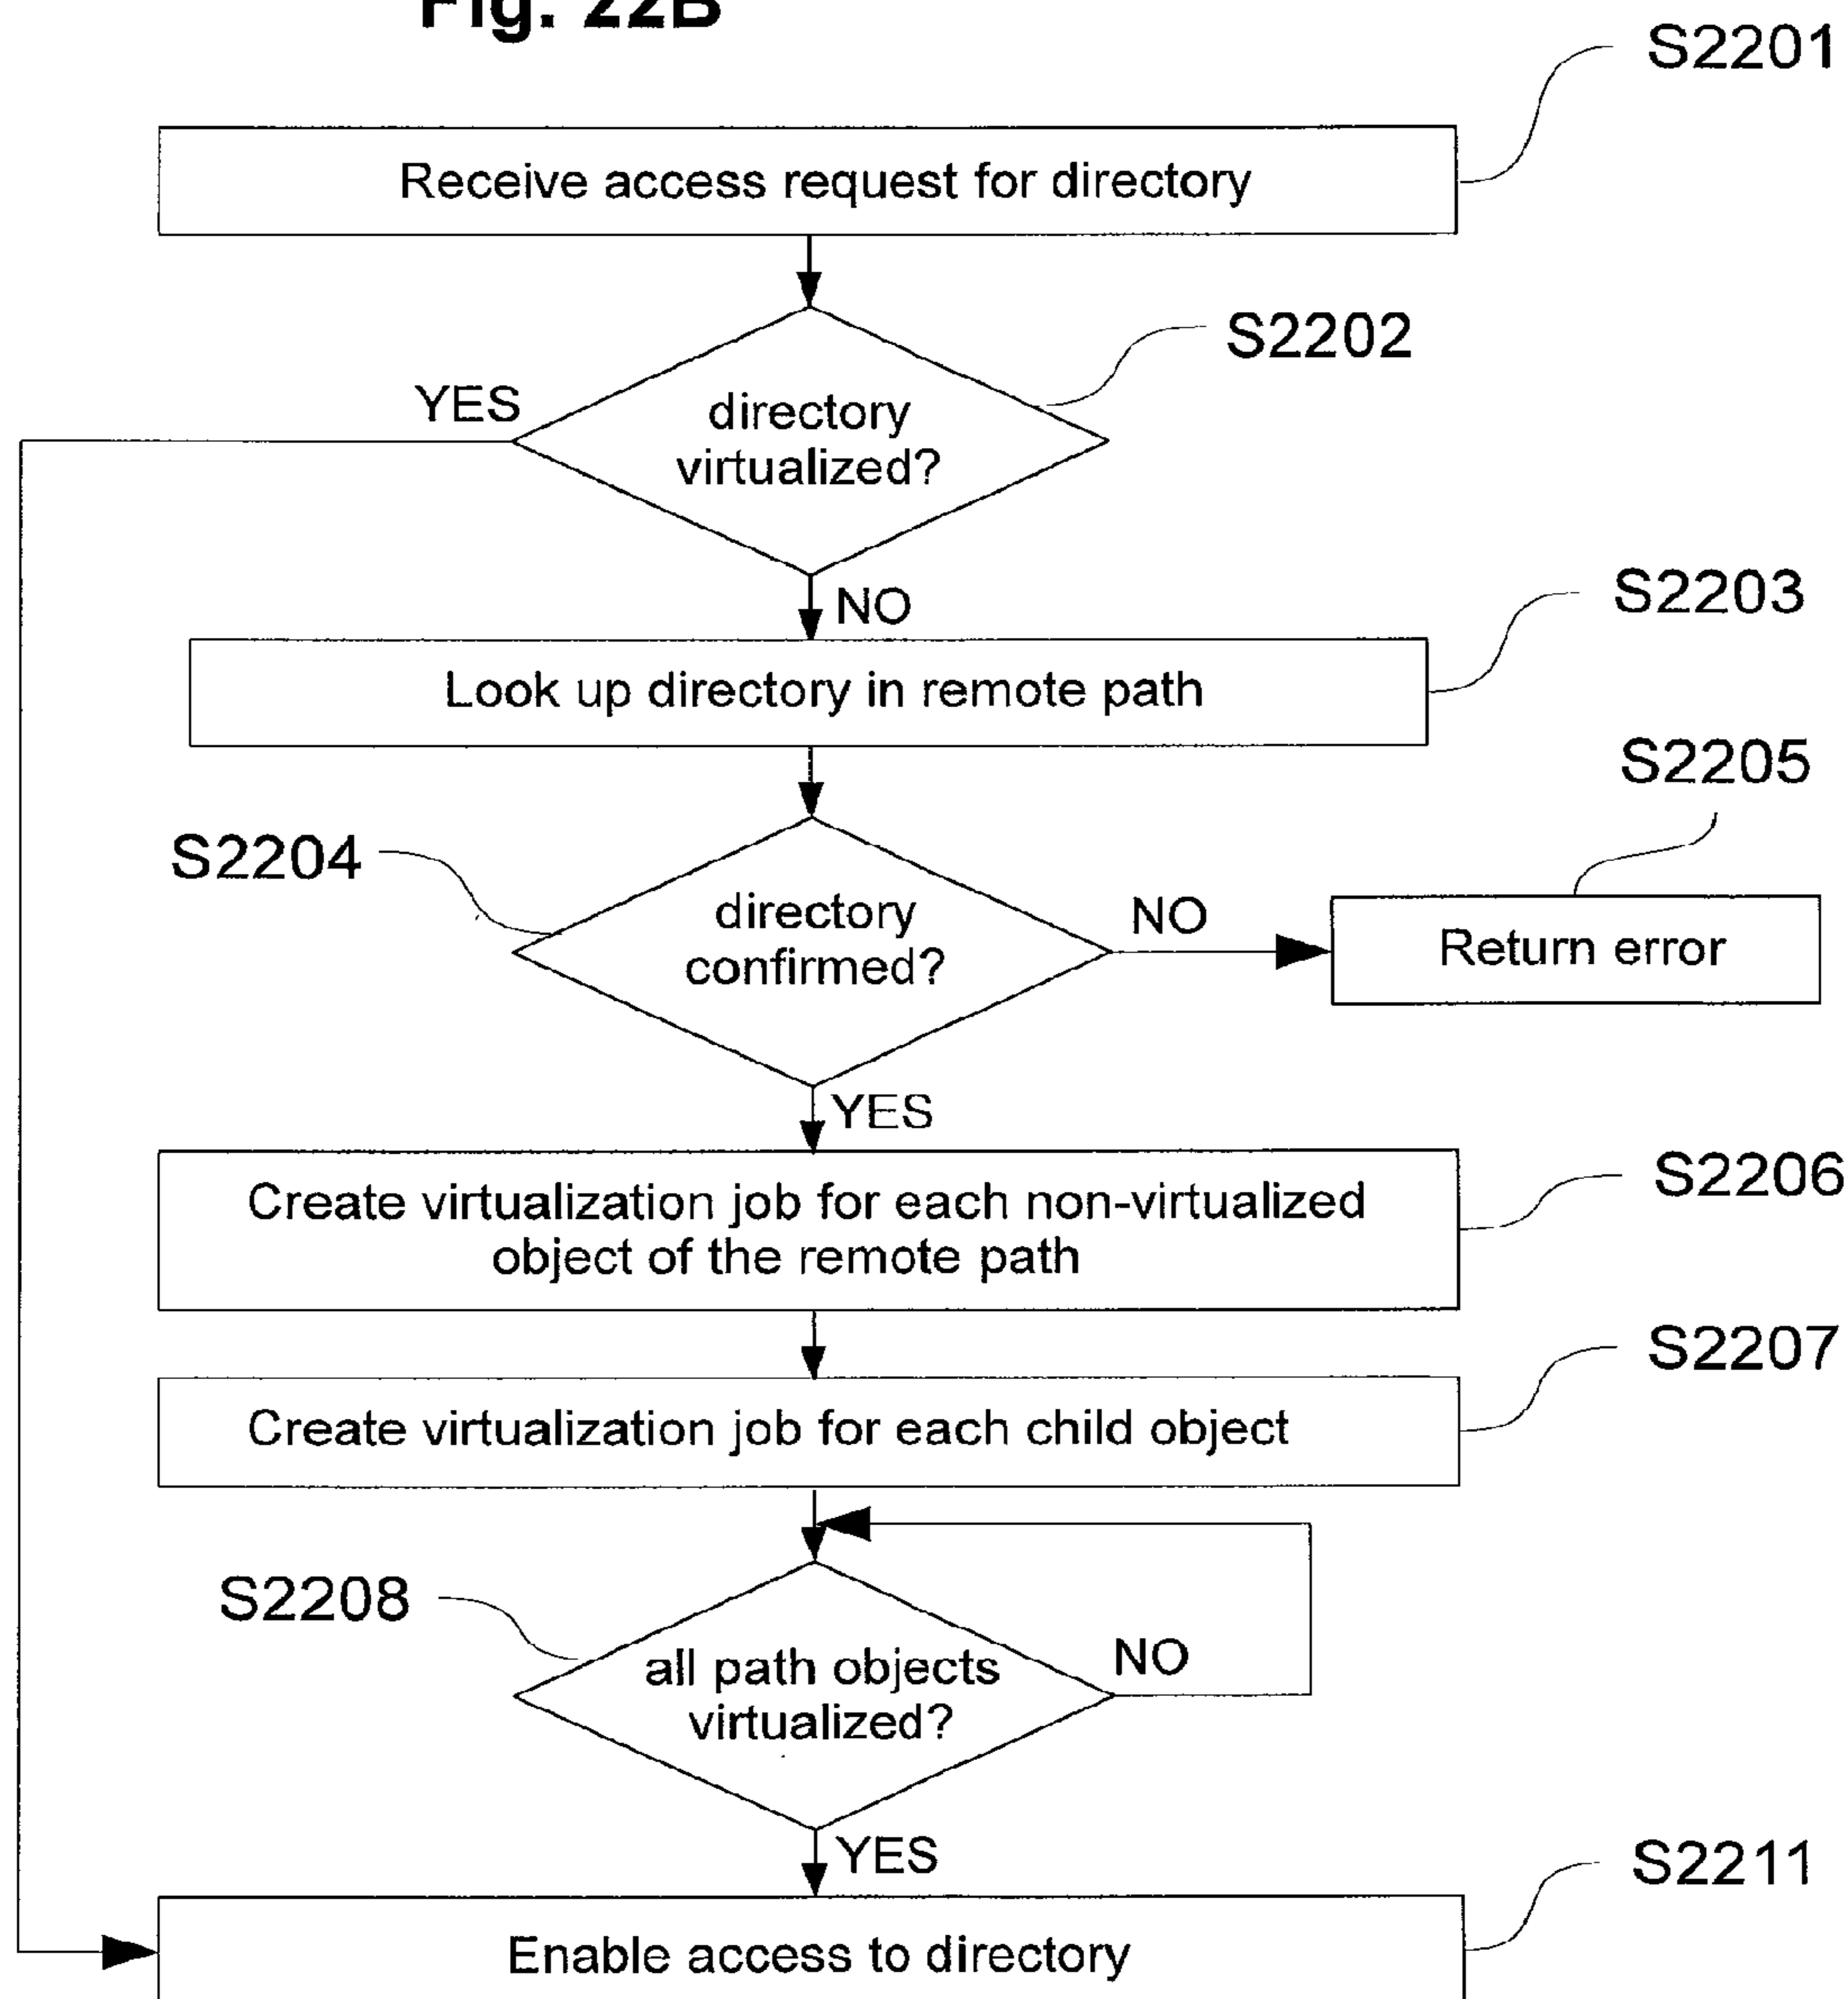 Fig. 22B
S2201
Receive access request for directory
S2202
YES
directory
virtualized?
NO
S2203
Look up directory in remote path
S2205
S2204
directory
confirmed?
NO
Return error
YES
S2206
Create virtualization job for each non-virtualized
object of the remote path
S2207
Create virtualization job for each child object
S2208
all path objects
virtualized?
NO
YES
S2211
Enable access to directory